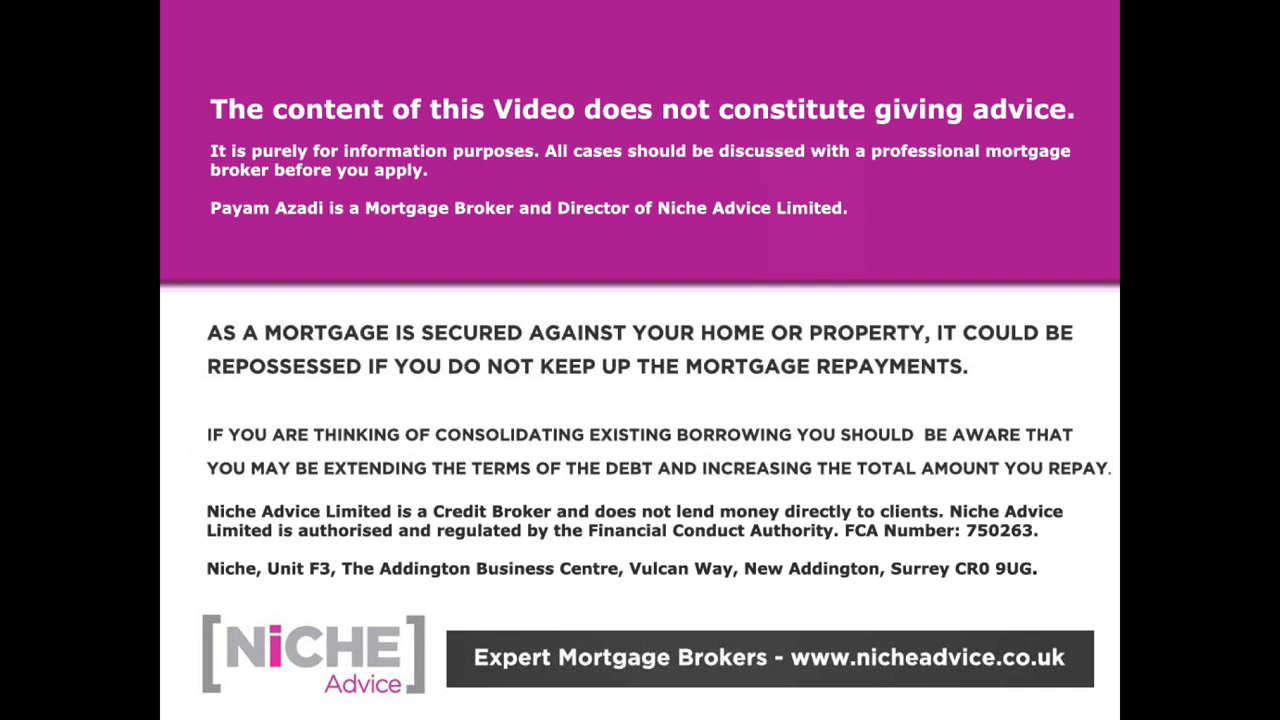 The content of this Video does not constitute giving advice.
It is purely for information purposes. All cases should be discussed with a professional mortgage
broker before you apply.
Payam Azadi is a Mortgage Broker and Director of Niche Advice Limited.
AS A MORTGAGE IS SECURED AGAINST YOUR HOME OR PROPERTY, IT COULD BE
REPOSSESSED IF YOU DO NOT KEEP UP THE MORTGAGE REPAYMENTS.
IF YOU ARE THINKING OF CONSOLIDATING EXISTING BORROWING YOU SHOULD BE AWARE THAT
YOU MAY BE EXTENDING THE TERMS OF THE DEBT AND INCREASING THE TOTAL AMOUNT YOU REPAY.
Niche Advice Limited is a Credit Broker and does not lend money directly to clients. Niche Advice
Limited is authorised and regulated by the Financial Conduct Authority. FCA Number: 750263.
Niche, Unit F3, The Addington Business Centre, Vulcan Way, New Addington, Surrey CR0 9UG.
[NiCHE
Advice]
Expert Mortgage Brokers - www.nicheadvice.co.uk